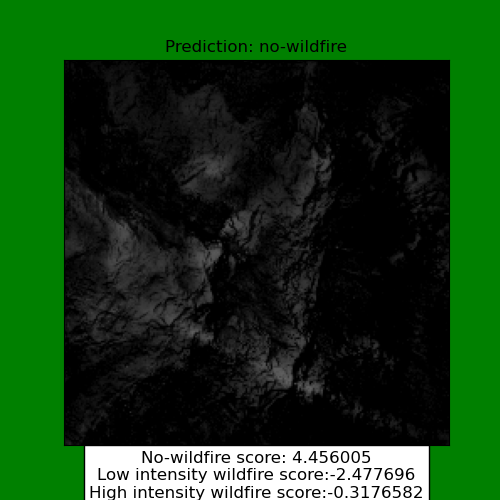 Prediction: no-wildfire
No-wildfire score: 4.456005
Low intensity wildfire score:-2.477696
High intensity wildfire score:-0.3176582